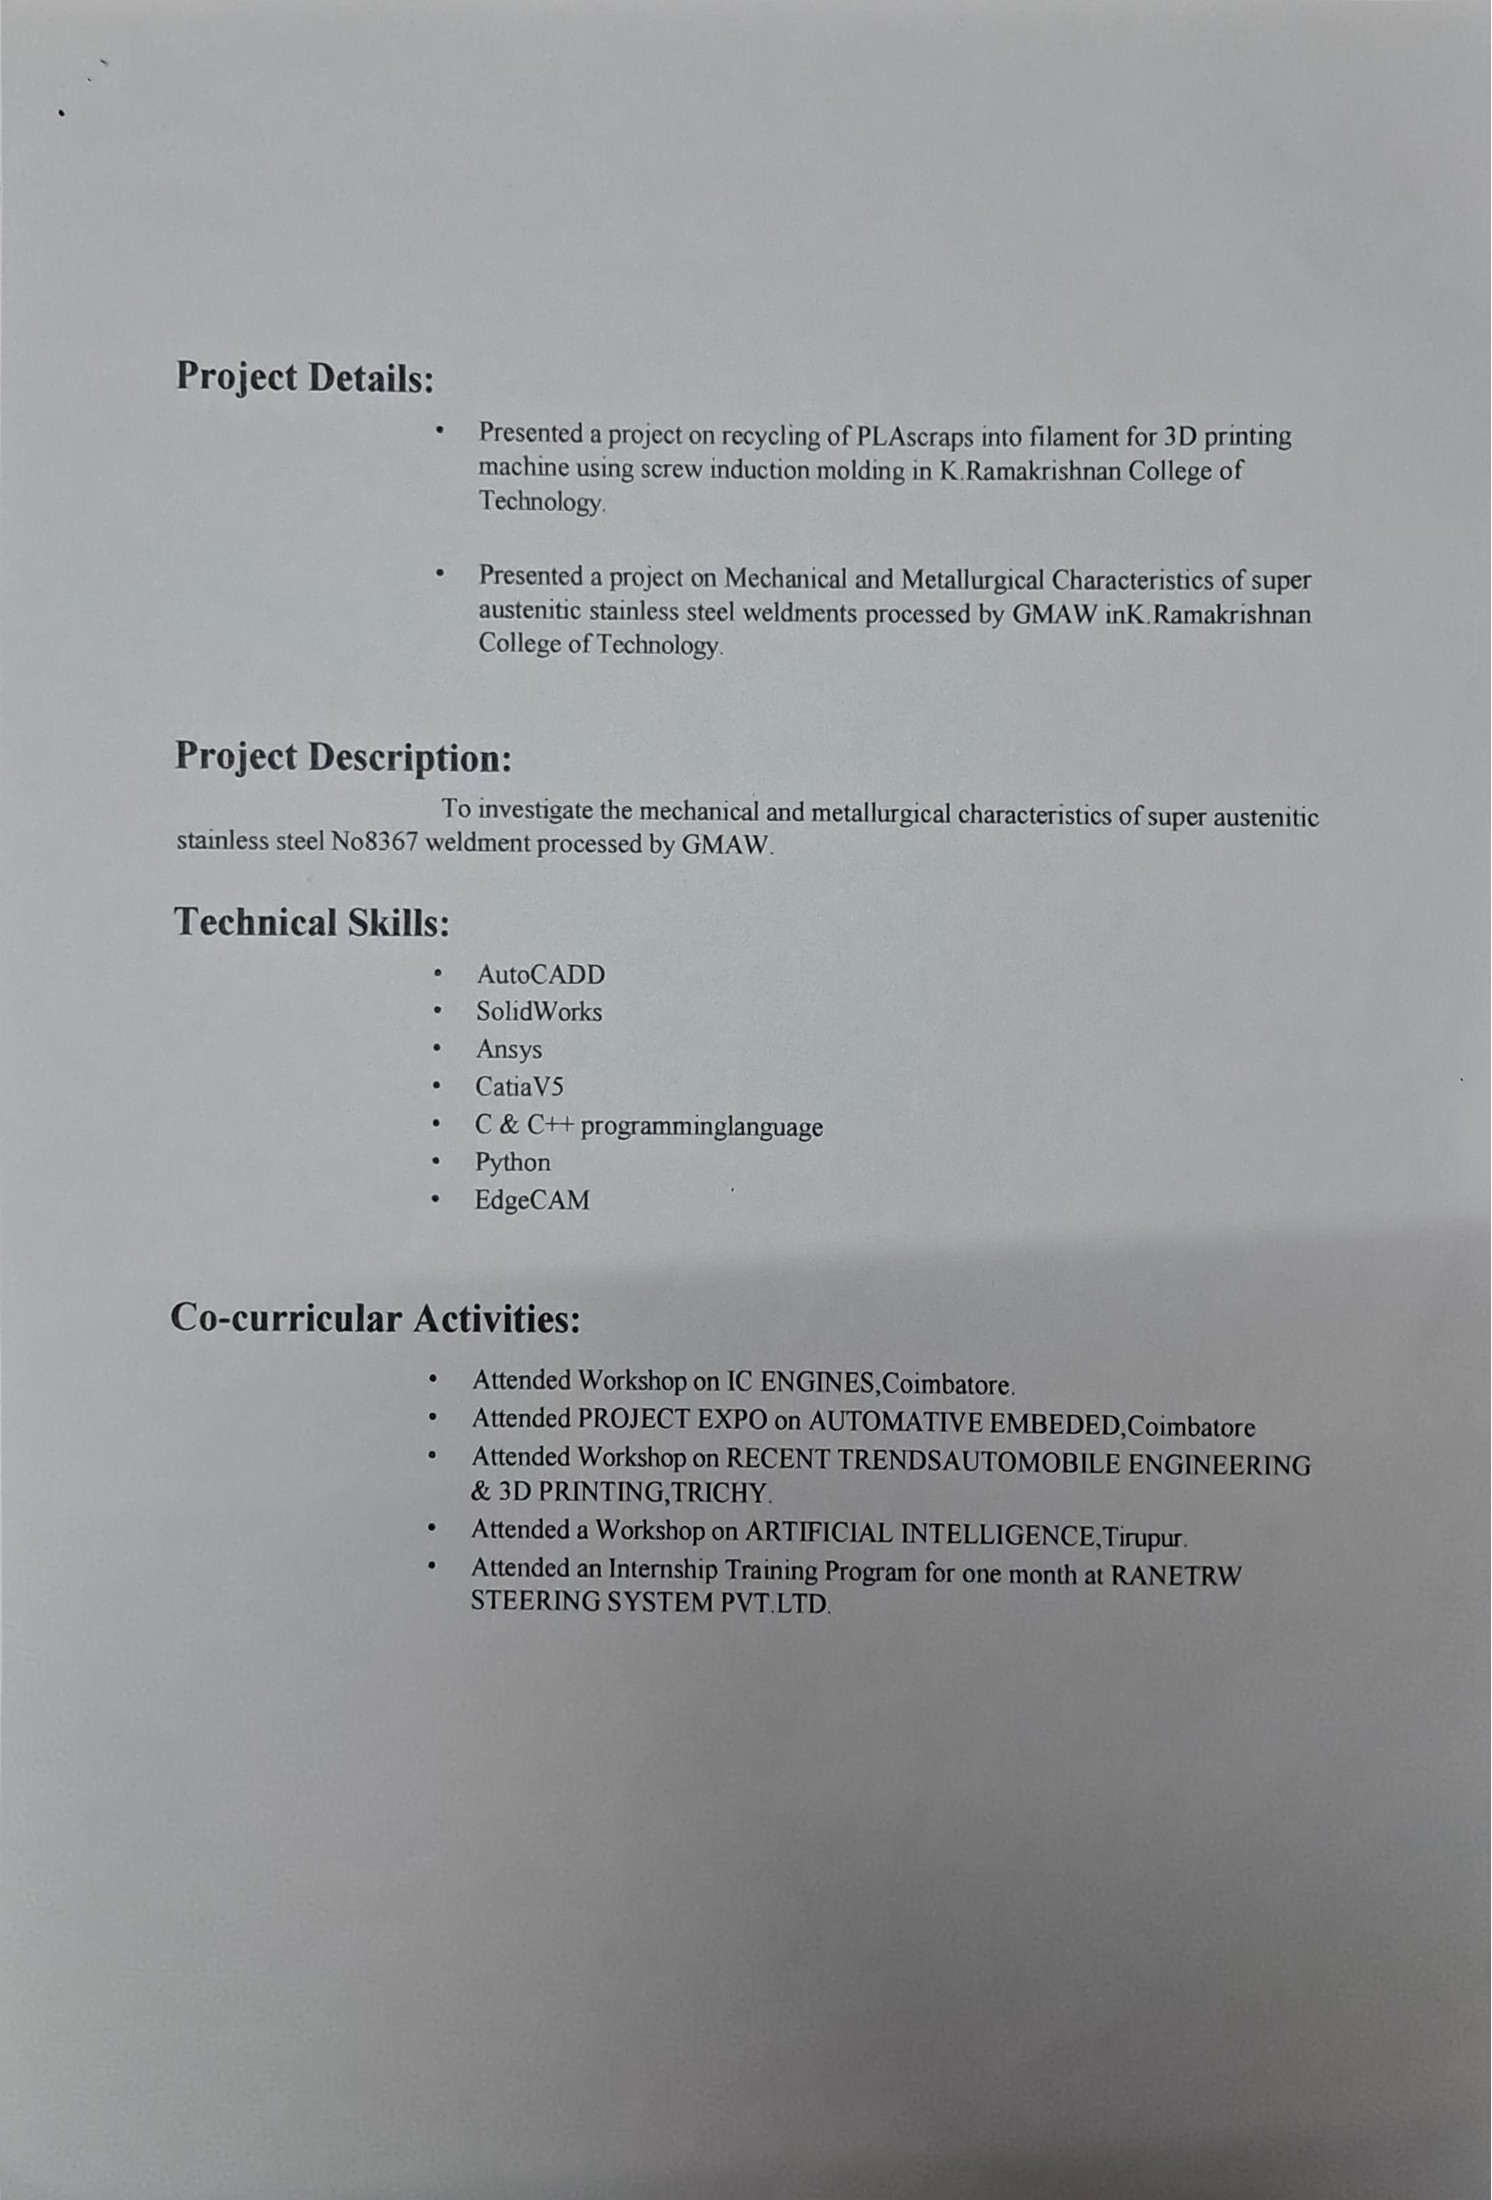 Project Details:
• Presented a project on recycling of PLAscraps into filament for 3D printing
machine using screw induction molding in K.Ramakrishnan College of
Technology.
• Presented a project on Mechanical and Metallurgical Characteristics of super
austenitic stainless steel weldments processed by GMAW inK.Ramakrishnan
College of Technology.
Project Description:
To investigate the mechanical and metallurgical characteristics of super austenitic
stainless steel No8367 weldment processed by GMAW.
Technical Skills:
• AutoCADD
• SolidWorks
• Ansys
• CatiaV5
• C & C++ programminglanguage
• Python
• EdgeCAM
Co-curricular Activities:
• Attended Workshop on IC ENGINES,Coimbatore.
• Attended PROJECT EXPO on AUTOMATIVE EMBEDED,Coimbatore
• Attended Workshop on RECENT TRENDSAUTOMOBILE ENGINEERING
& 3D PRINTING,TRICHY.
• Attended a Workshop on ARTIFICIAL INTELLIGENCE,Tirupur.
• Attended an Internship Training Program for one month at RANETRW
STEERING SYSTEM PVT.LTD.